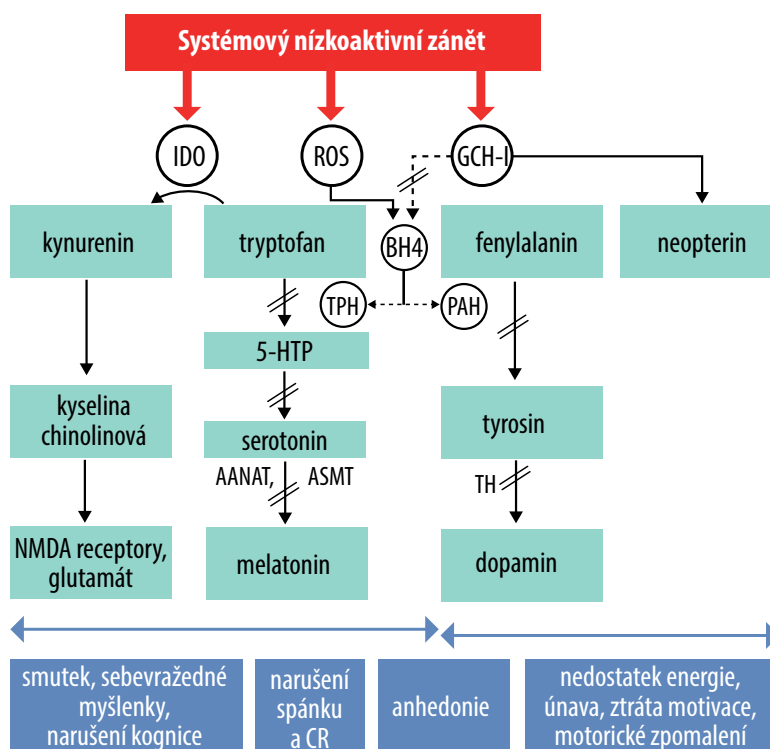 Systémový nízkoaktivní zánět
IDO
ROS
GCH-I
kynurenin
tryptofan
BH4
fenylalanin
neopterin
TPH
PAH
5-HTP
kyselina
chinolinová
serotonin
tyrosin
AANAT, ASMT
TH
NMDA receptory,
glutamát
melatonin
dopamin
smutek, sebevražedné
myšlenky,
narušení kognice
narušení
spánku
a CR
anhedonie
nedostatek energie,
únava, ztráta motivace,
motorické zpomalení